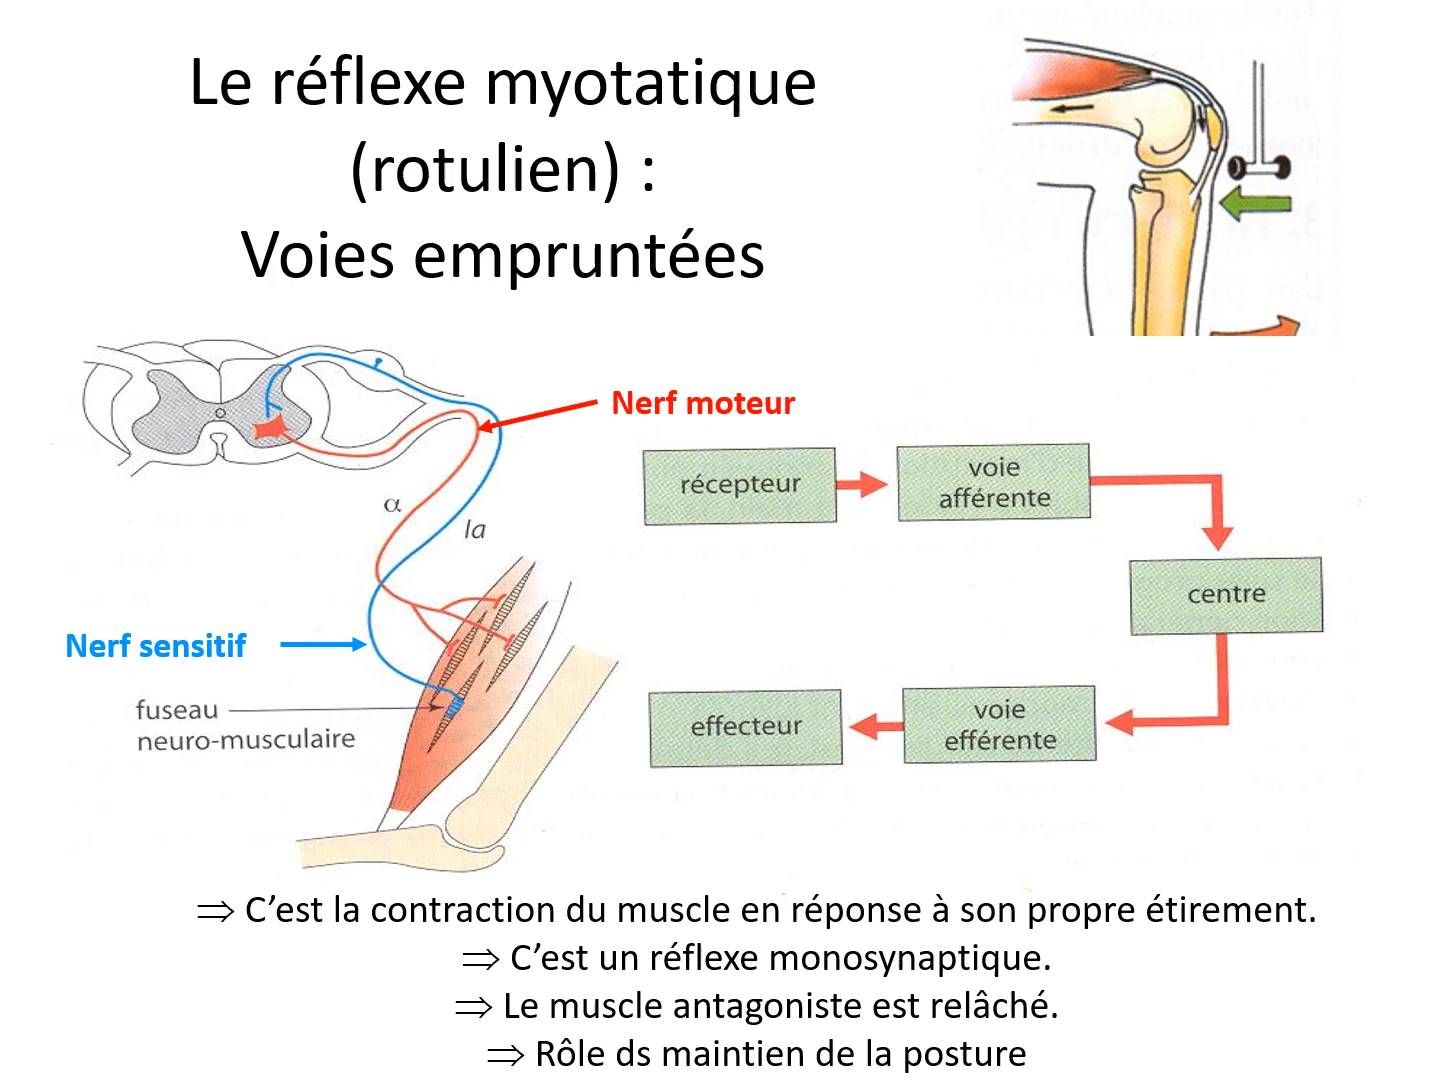 Le réflexe myotatique
(rotulien) :
Voies empruntées
Nerf moteur
α
Ia
Nerf sensitif
fuseau
neuro-musculaire
récepteur
voie
afférente
centre
voie
efférente
effecteur
⇒ C’est la contraction du muscle en réponse à son propre étirement.
⇒ C’est un réflexe monosynaptique.
⇒ Le muscle antagoniste est relâché.
⇒ Rôle ds maintien de la posture